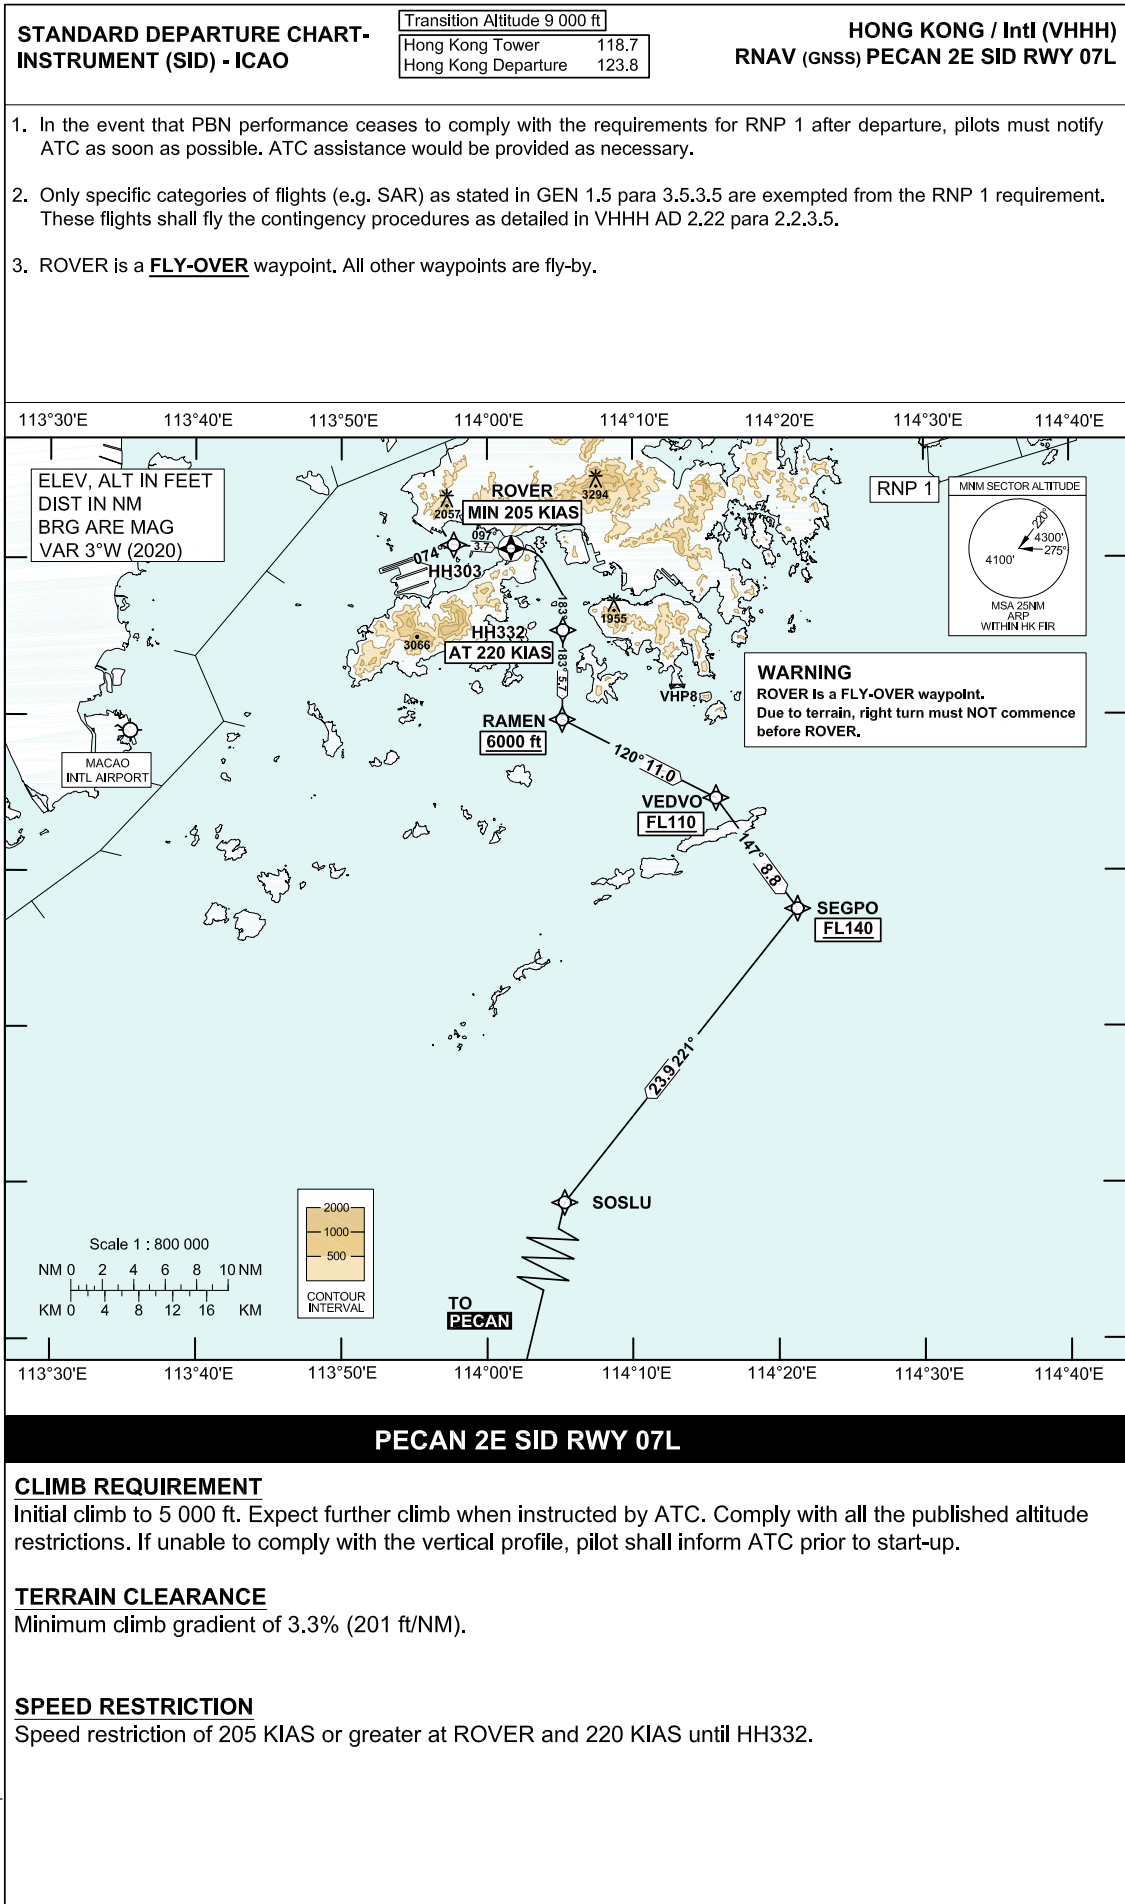 STANDARD DEPARTURE CHART-
INSTRUMENT (SID) - ICAO
Transition Altitude 9 000 ft
Hong Kong Tower 118.7
Hong Kong Departure 123.8
HONG KONG / Intl (VHHH)
RNAV (GNSS) PECAN 2E SID RWY 07L
1. In the event that PBN performance ceases to comply with the requirements for RNP 1 after departure, pilots must notify
ATC as soon as possible. ATC assistance would be provided as necessary.
2. Only specific categories of flights (e.g. SAR) as stated in GEN 1.5 para 3.5.3.5 are exempted from the RNP 1 requirement.
These flights shall fly the contingency procedures as detailed in VHHH AD 2.22 para 2.2.3.5.
3. ROVER is a FLY-OVER waypoint. All other waypoints are fly-by.
113°30'E 113°40'E 113°50'E 114°00'E 114°10'E 114°20'E 114°30'E 114°40'E
ELEV, ALT IN FEET
DIST IN NM
BRG ARE MAG
VAR 3°W (2020)
RNP 1
MNM SECTOR ALTITUDE
220°
4300'
275°
4100'
MSA 25NM
ARP
WITHIN HK FIR
2057
3294
ROVER
MIN 205 KIAS
074°
097°
3.7
HH303
183°
1955
3066
HH332
AT 220 KIAS
183° 5.7
VHP8
WARNING
ROVER is a FLY-OVER waypoint.
Due to terrain, right turn must NOT commence
before ROVER.
RAMEN
6000 ft
MACAO
INTL AIRPORT
120° 11.0
VEDVO
FL110
147° 8.8
SEGPO
FL140
23.9 221°
SOSLU
2000
1000
500
CONTOUR
INTERVAL
Scale 1 : 800 000
NM 0 2 4 6 8 10 NM
KM 0 4 8 12 16 KM
TO
PECAN
113°30'E 113°40'E 113°50'E 114°00'E 114°10'E 114°20'E 114°30'E 114°40'E
PECAN 2E SID RWY 07L
CLIMB REQUIREMENT
Initial climb to 5 000 ft. Expect further climb when instructed by ATC. Comply with all the published altitude
restrictions. If unable to comply with the vertical profile, pilot shall inform ATC prior to start-up.
TERRAIN CLEARANCE
Minimum climb gradient of 3.3% (201 ft/NM).
SPEED RESTRICTION
Speed restriction of 205 KIAS or greater at ROVER and 220 KIAS until HH332.